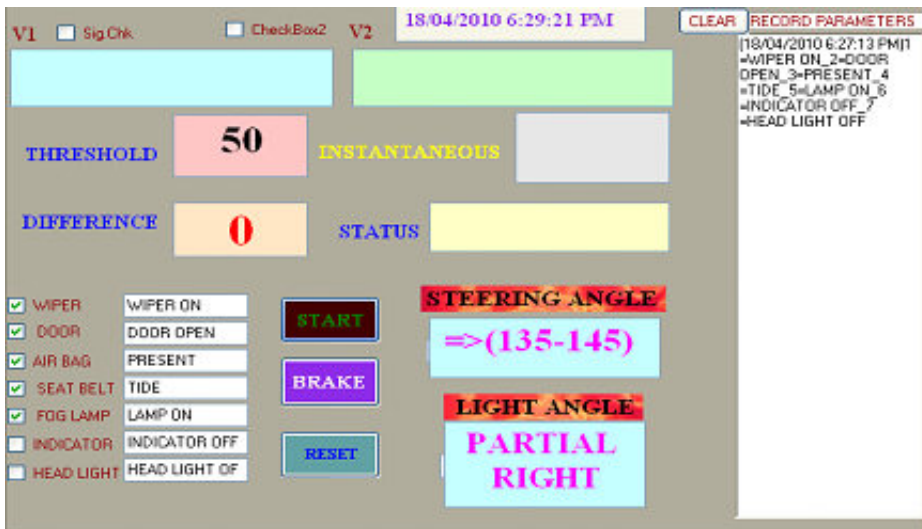 V1 Sig.Chk CheckBox2 V2 18/04/2010 6:29:21 PM CLEAR RECORD PARAMETERS
[18/04/2010 6:27:13 PM]1
=WIPER ON_2=DOOR
OPEN_3=PRESENT_4
=TIDE_5=LAMP ON_6
=INDICATOR OFF_7
=HEAD LIGHT OFF
THRESHOLD 50 INSTANTANEOUS
DIFFERENCE 0 STATUS
WIPER WIPER ON
DOOR DOOR OPEN
AIR BAG PRESENT
SEAT BELT TIDE
FOG LAMP LAMP ON
INDICATOR INDICATOR OFF
HEAD LIGHT HEAD LIGHT OF
START
BRAKE
RESET
STEERING ANGLE
=>(135-145)
LIGHT ANGLE
PARTIAL
RIGHT